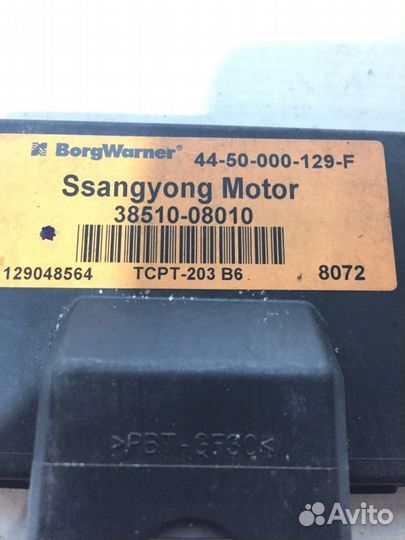 BorgWarner® 44-50-000-129-F
Ssangyong Motor
38510-08010
129048564 TCPT-203 B6. 8072
>PBT-GF30<
Avito